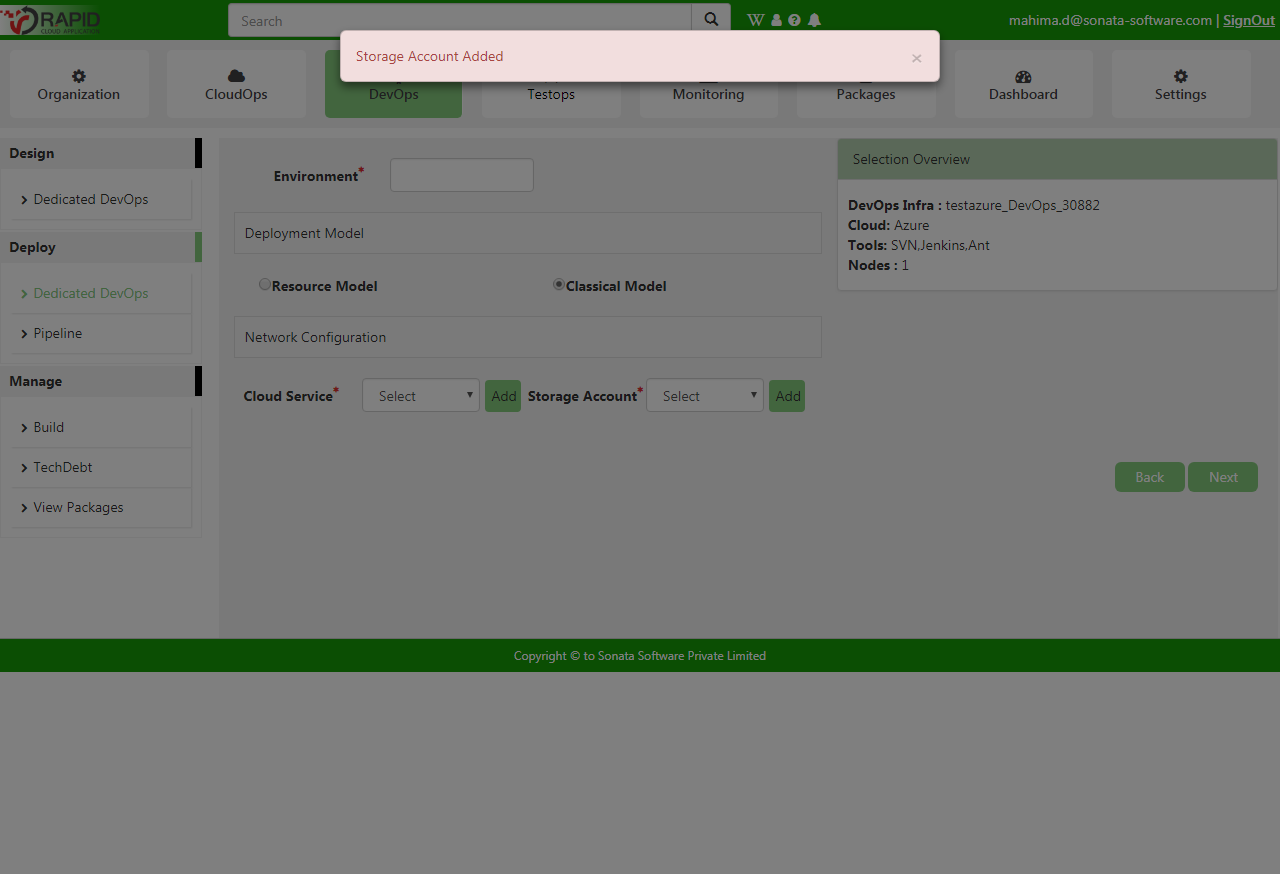 RAPID
CLOUD APPLICATION
Search
mahima.d@sonata-software.com | SignOut
Storage Account Added
×
Organization
CloudOps
DevOps
Testops
Monitoring
Packages
Dashboard
Settings
Design
Dedicated DevOps
Deploy
Dedicated DevOps
Pipeline
Manage
Build
TechDebt
View Packages
Environment*
Deployment Model
Resource Model
Classical Model
Network Configuration
Cloud Service* Select Add Storage Account* Select Add
Selection Overview
DevOps Infra : testazure_DevOps_30882
Cloud: Azure
Tools: SVN,Jenkins,Ant
Nodes : 1
Back
Next
Copyright © to Sonata Software Private Limited